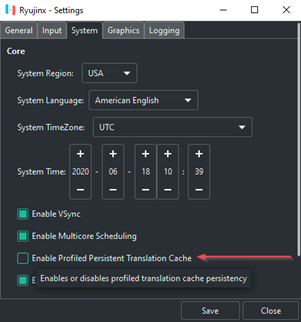 Ryujinx - Settings
General Input System Graphics Logging
Core
System Region: USA
System Language: American English
System TimeZone: UTC
+ + + + +
System Time: 2020 - 06 - 18 10 : 39
- - - - -
Enable VSync
Enable Multicore Scheduling
Enable Profiled Persistent Translation Cache
Enables or disables profiled translation cache persistency
E
Save Close